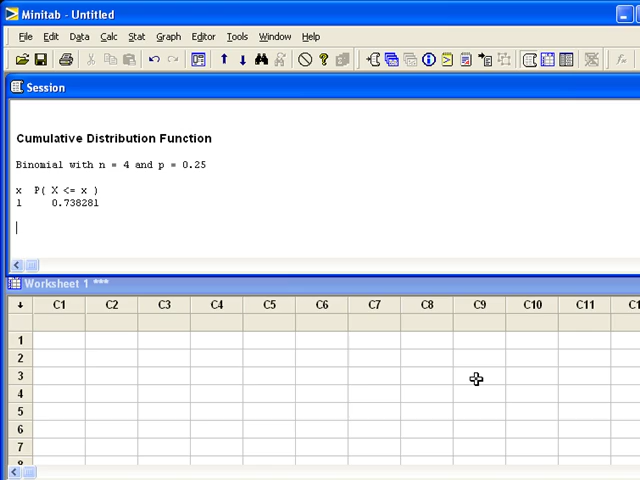 Minitab - Untitled
File Edit Data Calc Stat Graph Editor Tools Window Help
Session
Cumulative Distribution Function
Binomial with n = 4 and p = 0.25
x P( X <= x )
1 0.738281
Worksheet 1 ***
C1 C2 C3 C4 C5 C6 C7 C8 C9 C10 C11
1
2
3
4
5
6
7
8